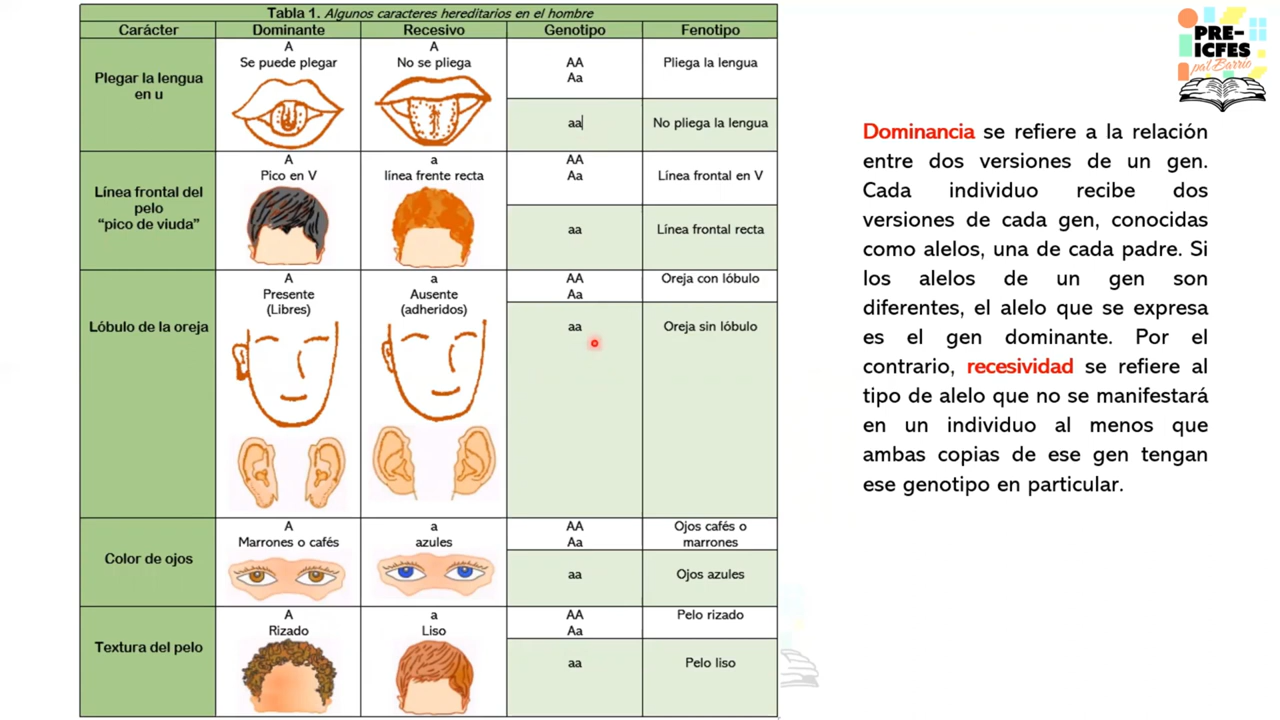 Tabla 1. Algunos caracteres hereditarios en el hombre
Carácter Dominante Recesivo Genotipo Fenotipo
Plegar la lengua
en u
A
Se puede plegar
A
No se pliega
AA
Aa
Pliega la lengua
aa
No pliega la lengua
Línea frontal del
pelo
“pico de viuda”
A
Pico en V
a
línea frente recta
AA
Aa
Línea frontal en V
aa
Línea frontal recta
Lóbulo de la oreja
A
Presente
(Libres)
a
Ausente
(adheridos)
AA
Aa
Oreja con lóbulo
aa
Oreja sin lóbulo
Color de ojos
A
Marrones o cafés
a
azules
AA
Aa
Ojos cafés o
marrones
aa
Ojos azules
Textura del pelo
A
Rizado
a
Liso
AA
Aa
Pelo rizado
aa
Pelo liso
PRE-
ICFES
pal Barrio
Dominancia se refiere a la relación
entre dos versiones de un gen.
Cada individuo recibe dos
versiones de cada gen, conocidas
como alelos, una de cada padre. Si
los alelos de un gen son
diferentes, el alelo que se expresa
es el gen dominante. Por el
contrario, recesividad se refiere al
tipo de alelo que no se manifestará
en un individuo al menos que
ambas copias de ese gen tengan
ese genotipo en particular.